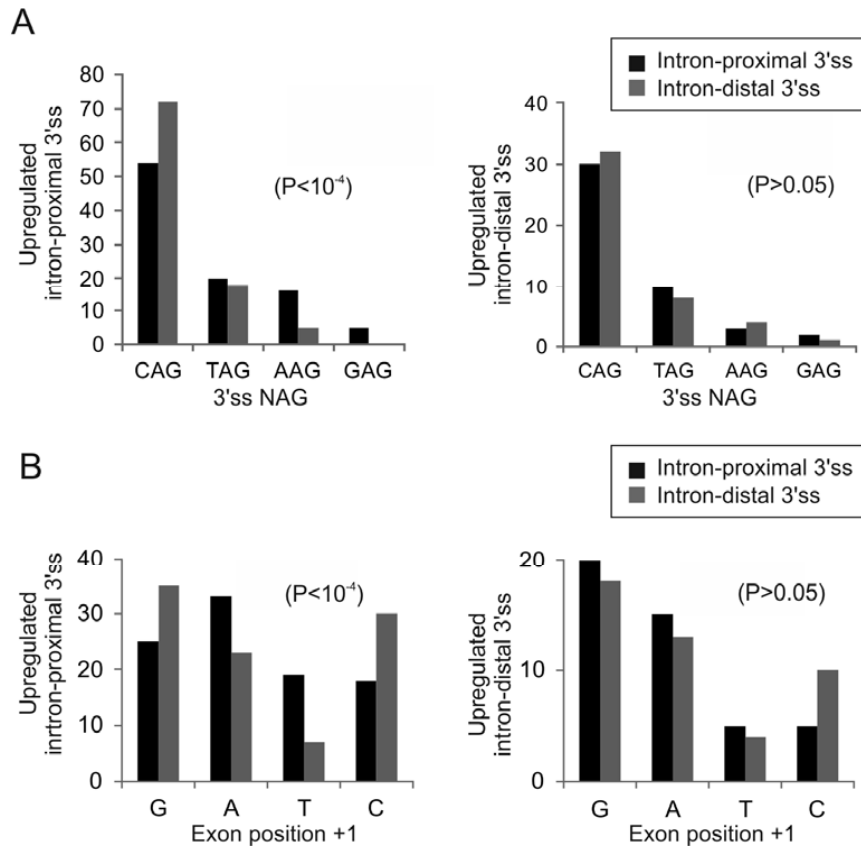 A
Intron-proximal 3'ss
Intron-distal 3'ss
Upregulated
intron-proximal 3'ss
80
70
60
50
40
30
20
10
0
(P<10⁻⁴)
CAG TAG AAG GAG
3'ss NAG
Upregulated
intron-distal 3'ss
40
30
20
10
0
(P>0.05)
CAG TAG AAG GAG
3'ss NAG
B
Intron-proximal 3'ss
Intron-distal 3'ss
Upregulated
inrtron-proximal 3'ss
40
30
20
10
0
(P<10⁻⁴)
G A T C
Exon position +1
Upregulated
intron-distal 3'ss
20
10
0
(P>0.05)
G A T C
Exon position +1